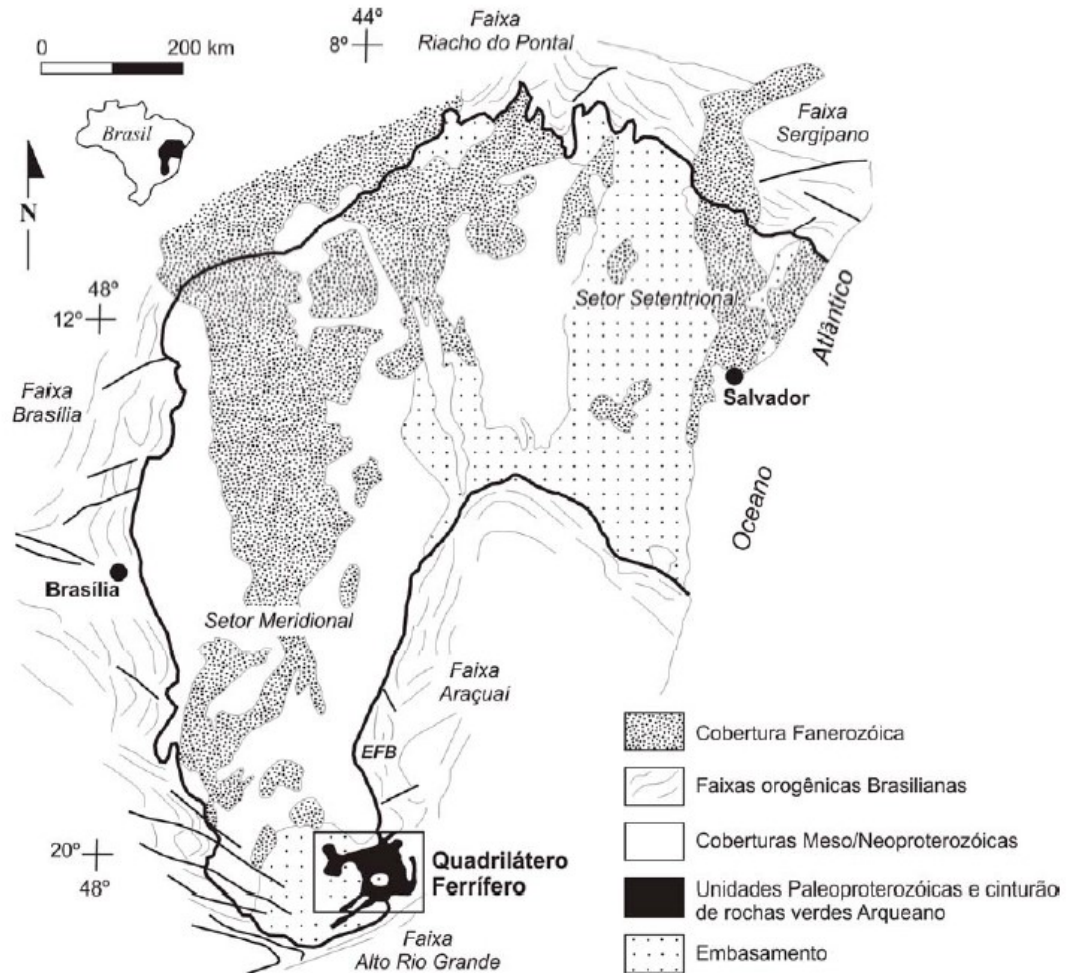 44º
8º
Faixa
Riacho do Pontal
0 200 km
Brasil
N
Faixa
Sergipano
48º
12º
Setor Setentrional
Atlântico
Faixa
Brasília
Salvador
Oceano
Brasília
Setor Meridional
Faixa
Araçuaí
EFB
20º
48º
Quadrilátero
Ferrífero
Faixa
Alto Rio Grande
Cobertura Fanerozóica
Faixas orogênicas Brasilianas
Coberturas Meso/Neoproterozóicas
Unidades Paleoproterozóicas e cinturão
de rochas verdes Arqueano
Embasamento